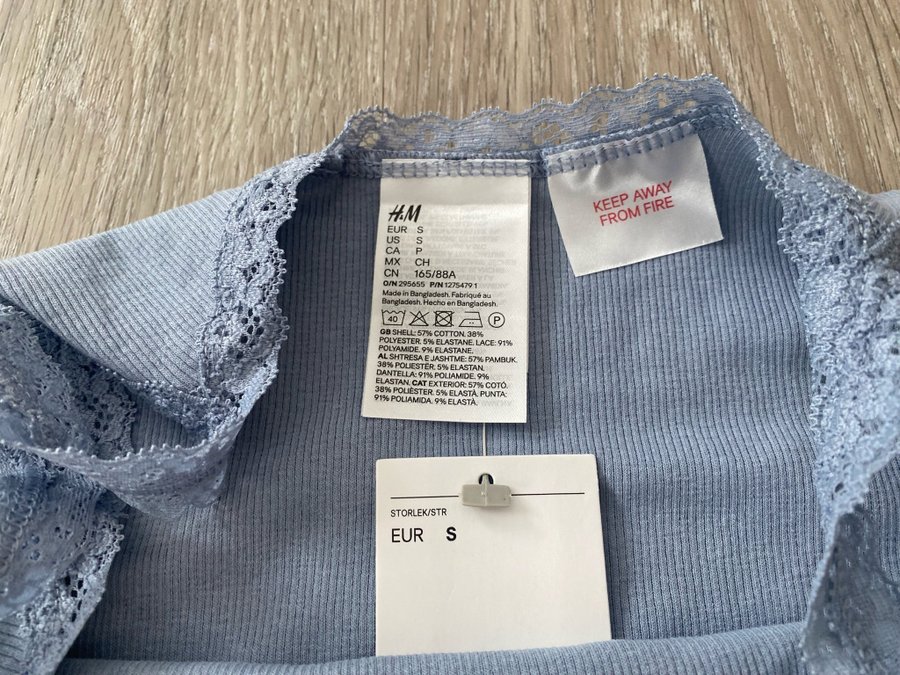 H&M
EUR S
US S
CA P
MX CH
CN 165/88A
O/N 295655 P/N 1275479 1
Made in Bangladesh. Fabriqué au
Bangladesh. Hecho en Bangladesh.
40 P
GB SHELL: 57% COTTON. 38%
POLYESTER. 5% ELASTANE. LACE: 91%
POLYAMIDE. 9% ELASTANE.
AL SHTRESA E JASHTME: 57% PAMBUK.
38% POLIESTËR. 5% ELASTAN.
DANTELLA: 91% POLIAMIDE. 9%
ELASTAN. CAT EXTERIOR: 57% COTÓ.
38% POLIÈSTER. 5% ELASTÀ. PUNTA:
91% POLIAMIDA. 9% ELASTÀ.
KEEP AWAY
FROM FIRE
STORLEK/STR
EUR S